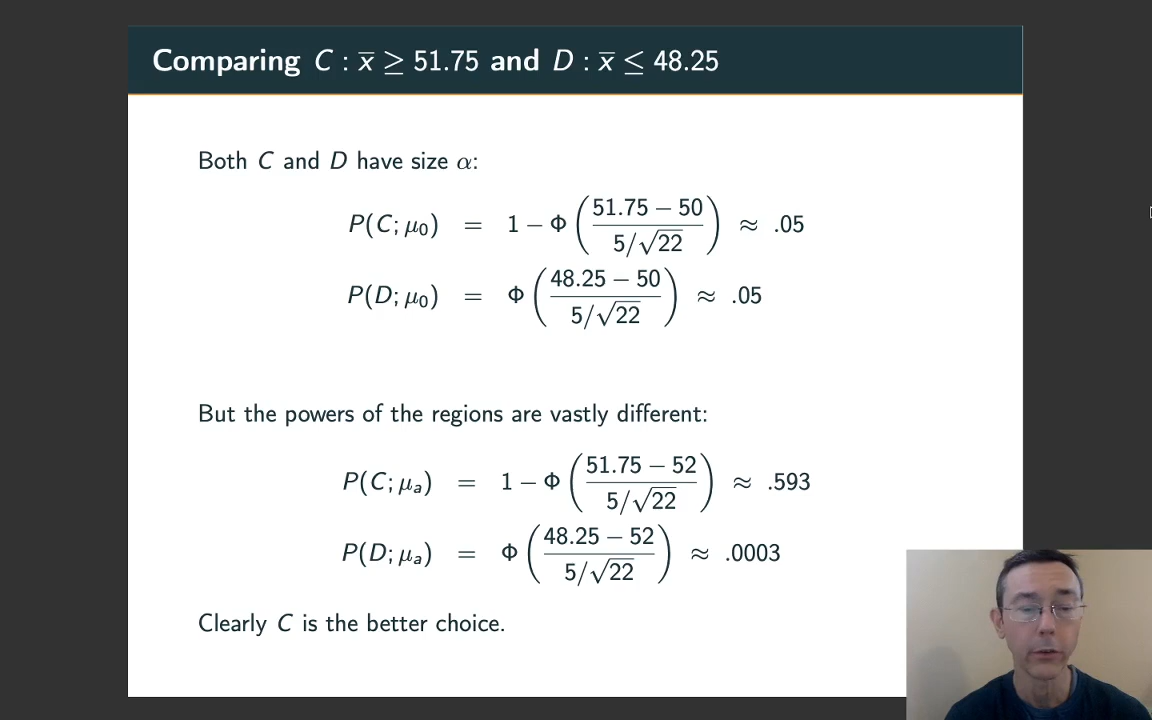 Comparing C : x̄ ≥ 51.75 and D : x̄ ≤ 48.25
Both C and D have size α:
P(C; μ₀) = 1 − Φ((51.75 − 50)/(5/√22)) ≈ .05
P(D; μ₀) = Φ((48.25 − 50)/(5/√22)) ≈ .05
But the powers of the regions are vastly different:
P(C; μₐ) = 1 − Φ((51.75 − 52)/(5/√22)) ≈ .593
P(D; μₐ) = Φ((48.25 − 52)/(5/√22)) ≈ .0003
Clearly C is the better choice.